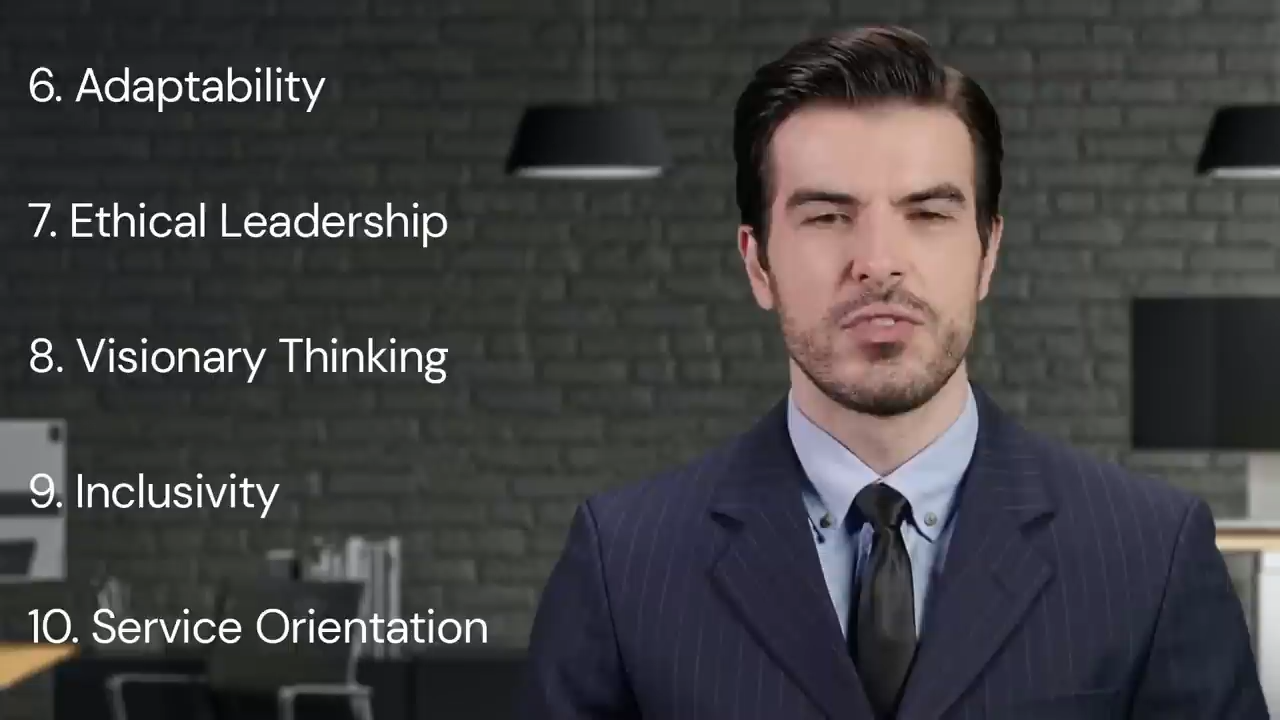 6. Adaptability
7. Ethical Leadership
8. Visionary Thinking
9. Inclusivity
10. Service Orientation